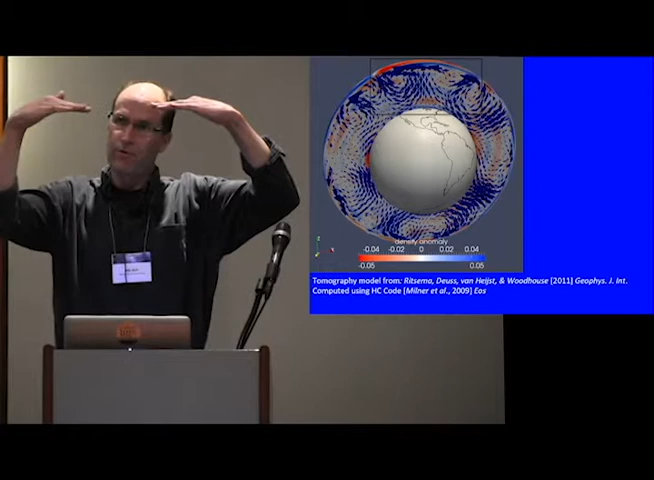 density anomaly
-0.04 -0.02 0 0.02 0.04
-0.05 0.05
Tomography model from: Ritsema, Deuss, van Heijst, & Woodhouse [2011] Geophys. J. Int.
Computed using HC Code [Milner et al., 2009] Eos